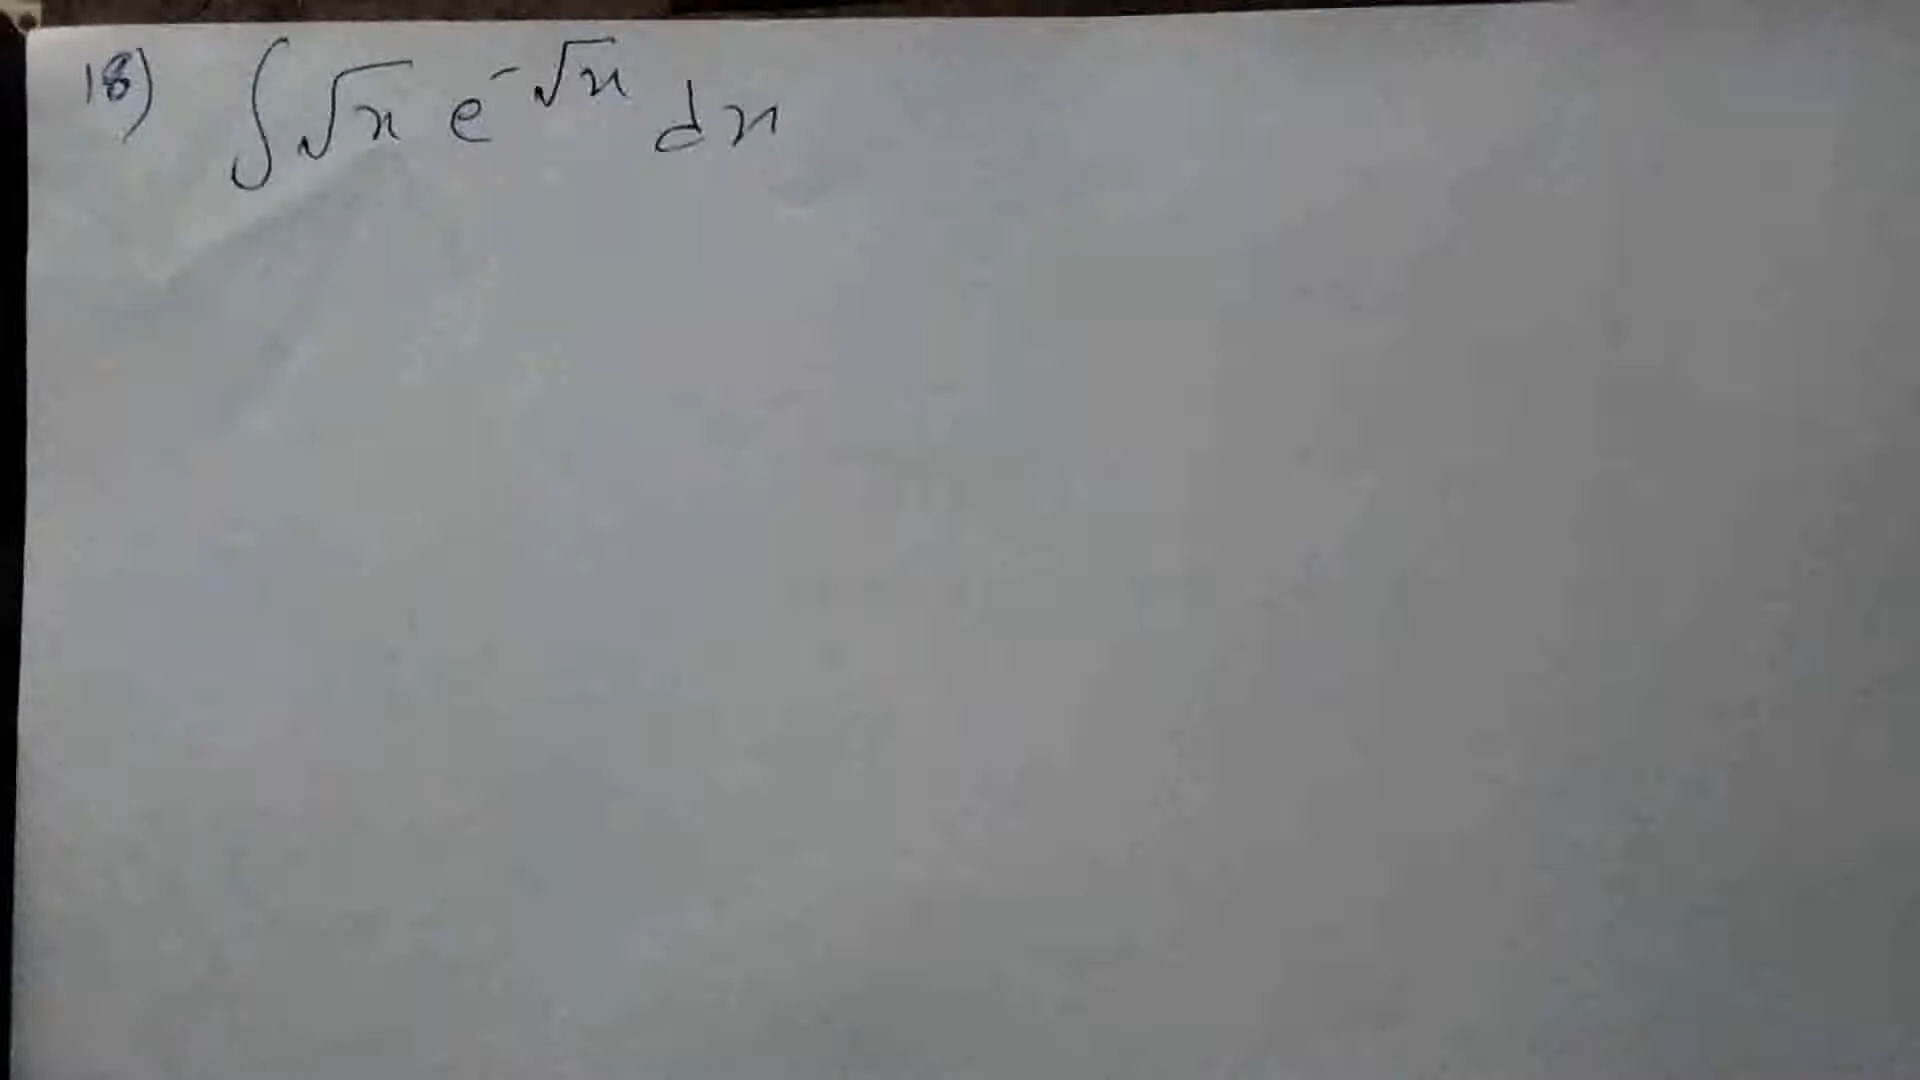 18) ∫√x e^{-√x} dx